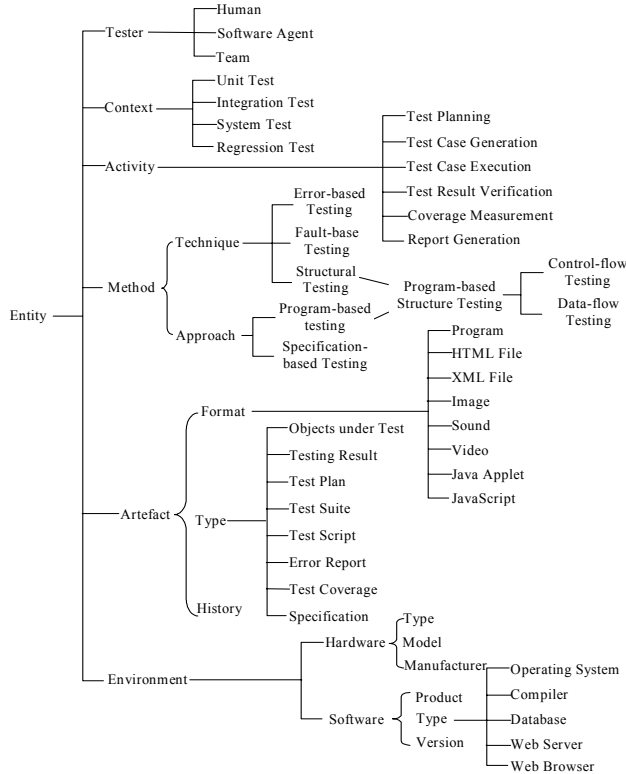 Entity
Tester
Human
Software Agent
Team
Context
Unit Test
Integration Test
System Test
Regression Test
Activity
Test Planning
Test Case Generation
Test Case Execution
Test Result Verification
Coverage Measurement
Report Generation
Method
Technique
Error-based
Testing
Fault-base
Testing
Structural
Testing
Approach
Program-based
testing
Specification-
based Testing
Program-based
Structure Testing
Control-flow
Testing
Data-flow
Testing
Artefact
Format
Program
HTML File
XML File
Image
Sound
Video
Java Applet
JavaScript
Type
Objects under Test
Testing Result
Test Plan
Test Suite
Test Script
Error Report
Test Coverage
Specification
History
Environment
Hardware
Type
Model
Manufacturer
Software
Product
Type
Version
Operating System
Compiler
Database
Web Server
Web Browser